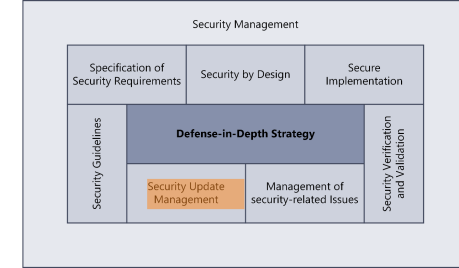 Security Management
Specification of
Security Requirements
Security by Design
Secure
Implementation
Security Guidelines
Defense-in-Depth Strategy
Security Verification
and Validation
Security Update
Management
Management of
security-related Issues